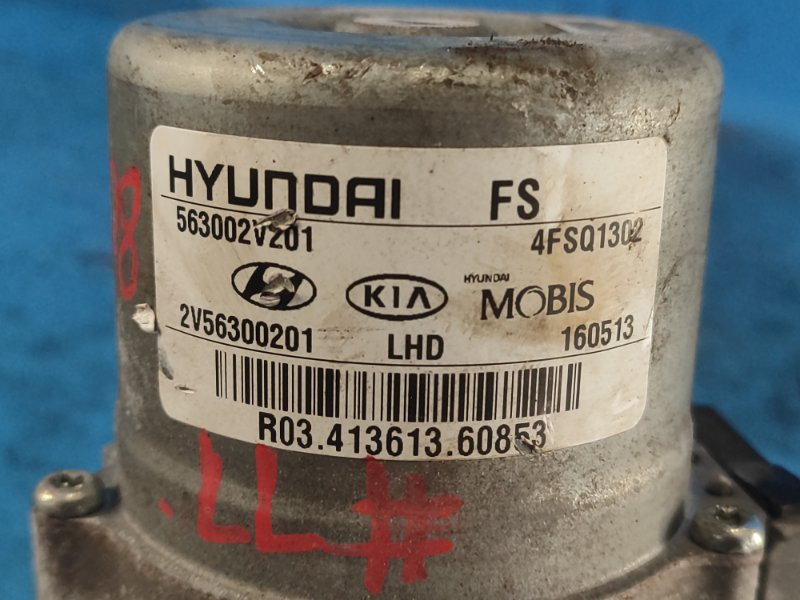 HYUNDAI FS
563002V201 4FSQ1302
KIA HYUNDAI MOBIS
2V56300201 LHD 160513
R03.413613.60853